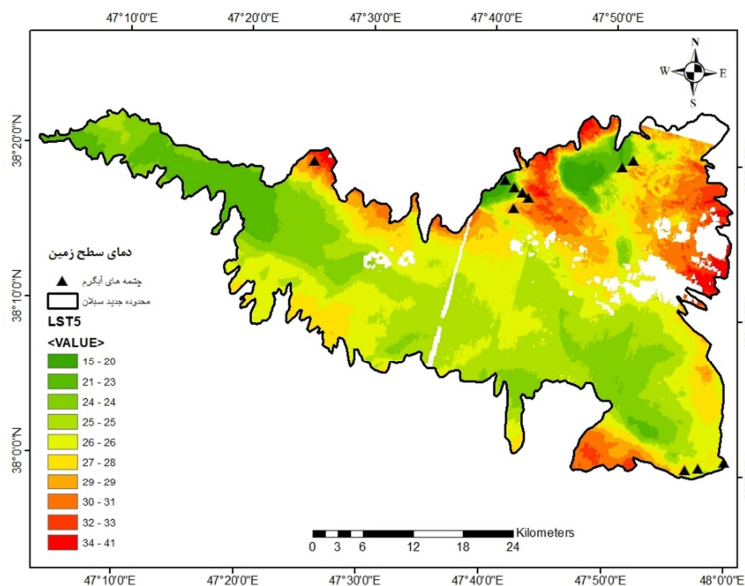 47°10'0"E 47°20'0"E 47°30'0"E 47°40'0"E 47°50'0"E
N
W E
S
38°20'0"N
38°10'0"N
38°0'0"N
دمای سطح زمین
چشمه های آبگرم
محدوده جدید سبلان
LST5
<VALUE>
15 - 20
21 - 23
24 - 24
25 - 25
26 - 26
27 - 28
29 - 29
30 - 31
32 - 33
34 - 41
Kilometers
0 3 6 12 18 24
47°10'0"E 47°20'0"E 47°30'0"E 47°40'0"E 47°50'0"E 48°0'0"E